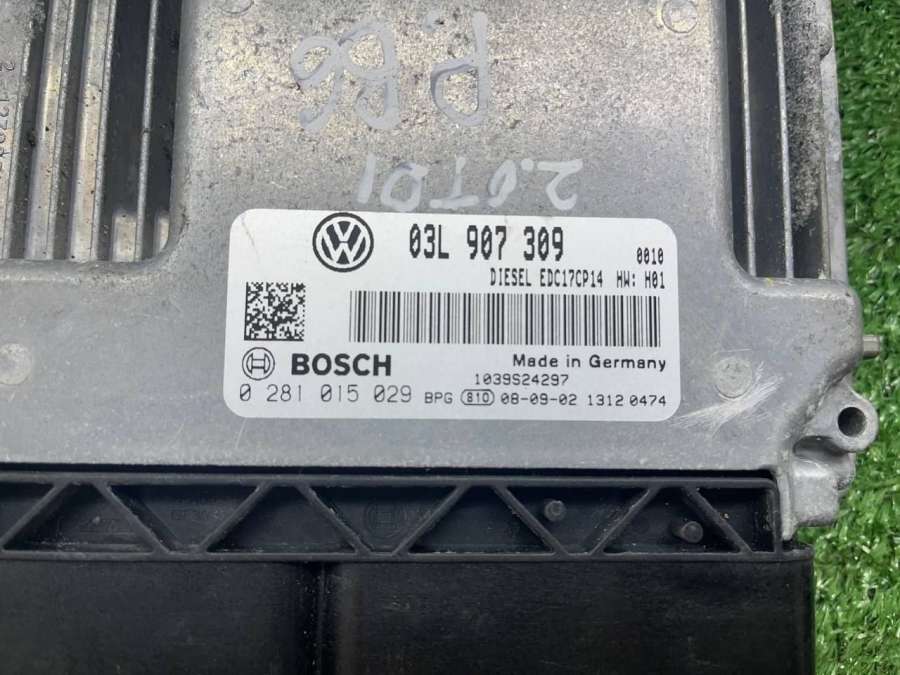 P. B6
2.0TDI
03L 907 309
0010
DIESEL EDC17CP14 HW: H01
BOSCH
Made in Germany
1039S24297
0 281 015 029 BPG 810 08-09-02 1312 0474